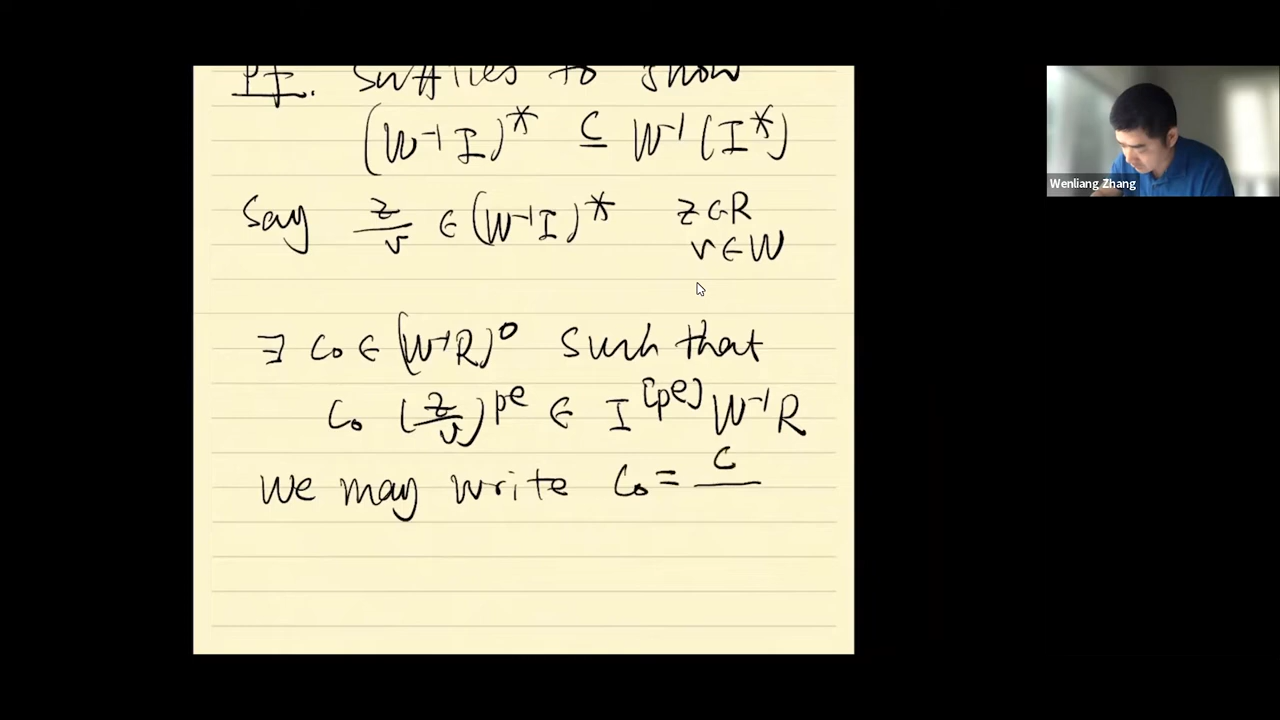 Pf. Suffices to show
(W⁻¹I)* ⊆ W⁻¹(I*)
Say z/v ∈ (W⁻¹I)* z∈R
v∈W
∃ c₀ ∈ (W⁻¹R)⁰ such that
c₀ (z/v)^{pe} ∈ I^{[pe]} W⁻¹R
we may write c₀ = c/
Wenliang Zhang